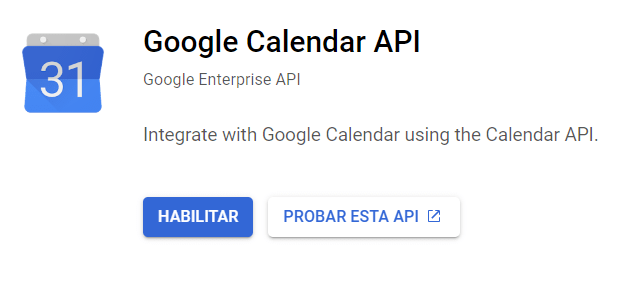 31
Google Calendar API
Google Enterprise API
Integrate with Google Calendar using the Calendar API.
HABILITAR
PROBAR ESTA API